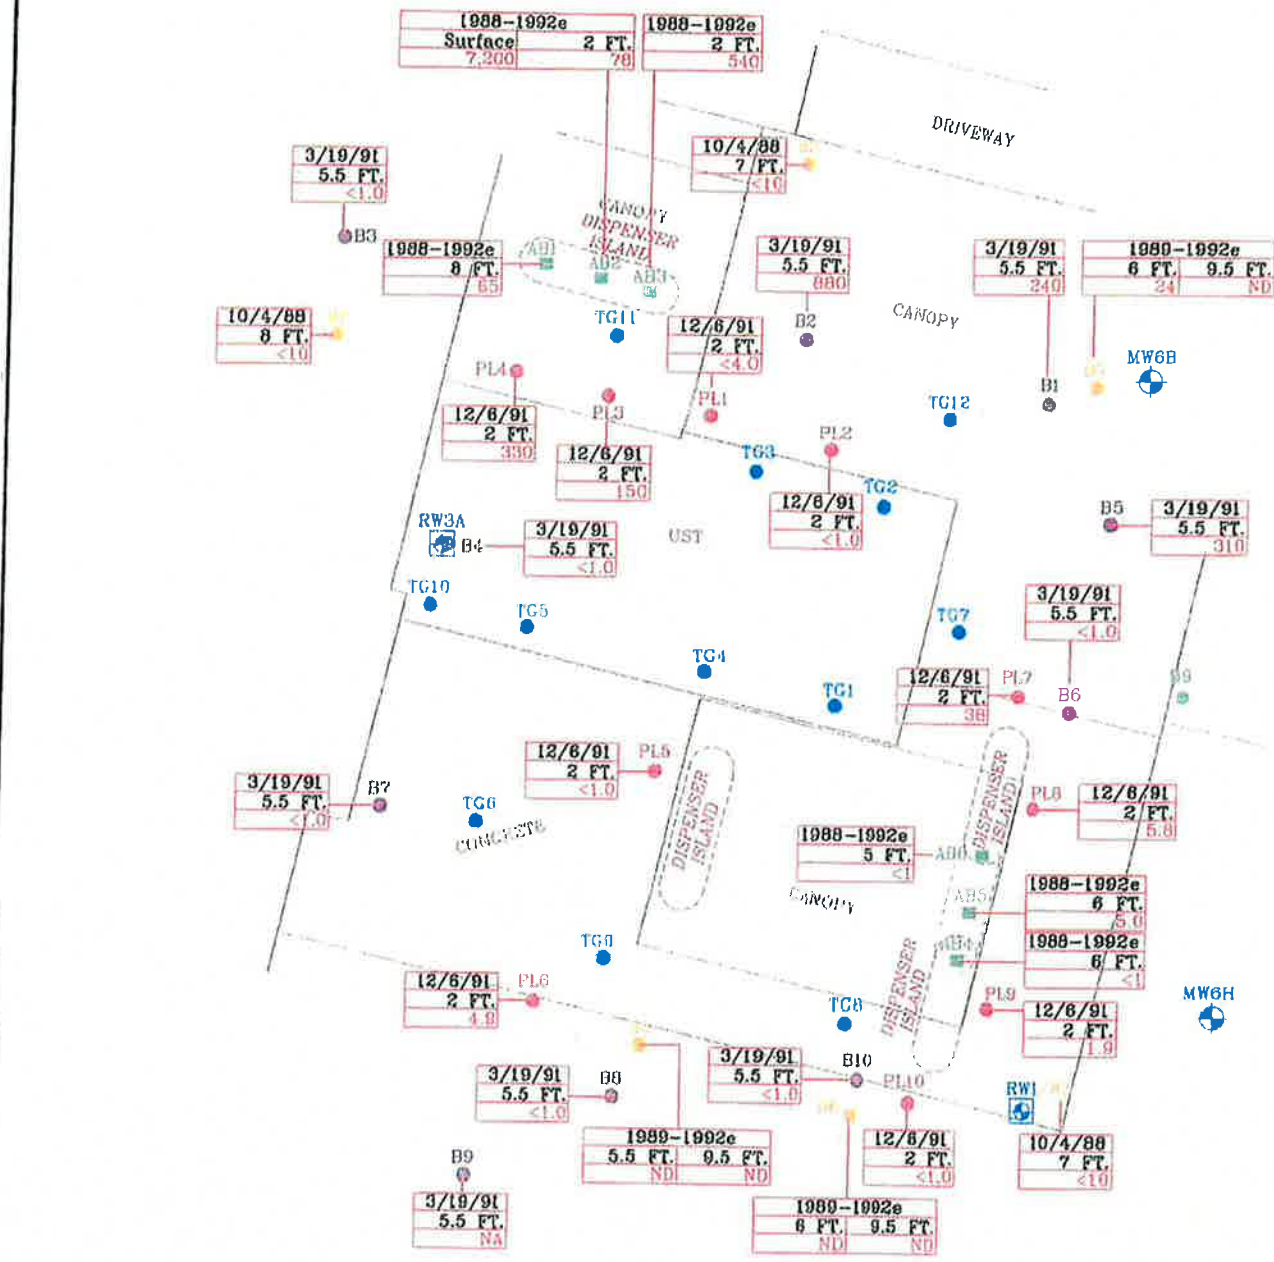 1988-1992e
Surface 2 FT.
7,200 78
1988-1992e
2 FT.
540
DRIVEWAY
10/4/88
7 FT.
<10
3/19/91
5.5 FT.
<1.0
B3
CANOPY
DISPENSER
ISLAND
1988-1992e
8 FT.
65
AB1
AB2
AB3
3/19/91
5.5 FT.
880
B2
CANOPY
3/19/91
5.5 FT.
240
B1
1989-1992e
6 FT. 9.5 FT.
24 ND
MW6B
10/4/88
8 FT.
<10
TG11
12/6/91
2 FT.
<4.0
PL1
PL4
12/6/91
2 FT.
330
PL3
12/6/91
2 FT.
150
TG12
PL2
12/6/91
2 FT.
<1.0
TG3
TG2
RW3A
B4
3/19/91
5.5 FT.
<1.0
UST
B5
3/19/91
5.5 FT.
310
TG10
TG5
TG7
3/19/91
5.5 FT.
<1.0
B6
TG4
TG1
12/6/91
2 FT.
38
PL7
12/6/91
2 FT.
<1.0
PL5
3/19/91
5.5 FT.
<1.0
B7
TG6
CONCRETE
DISPENSER
ISLAND
DISPENSER
ISLAND
PL8
12/6/91
2 FT.
5.8
1988-1992e
5 FT.
<1
AB6
CANOPY
AB5
1988-1992e
6 FT.
5.0
AB4
1988-1992e
6 FT.
<1
DISPENSER
ISLAND
12/6/91
2 FT.
4.9
PL6
TG8
PL9
12/6/91
2 FT.
1.9
MW6H
3/19/91
5.5 FT.
<1.0
B8
3/19/91
5.5 FT.
<1.0
B10
PL10
12/6/91
2 FT.
<1.0
RW1
10/4/88
7 FT.
<10
1989-1992e
5.5 FT. 9.5 FT.
ND ND
1989-1992e
6 FT. 9.5 FT.
ND ND
B9
3/19/91
5.5 FT.
NA